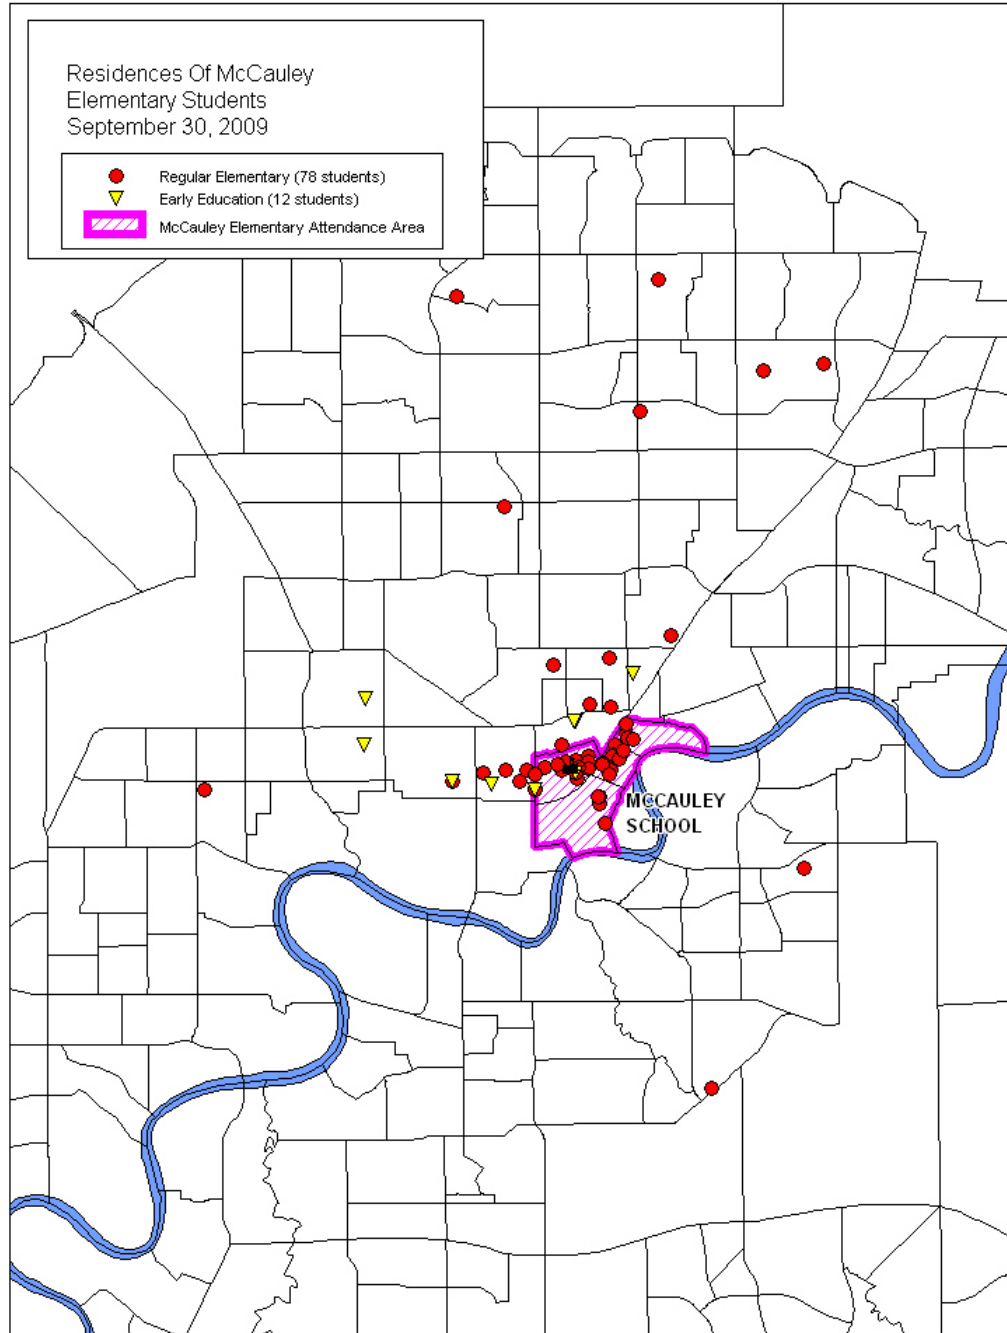 Residences Of McCauley
Elementary Students
September 30, 2009
Regular Elementary (78 students)
Early Education (12 students)
McCauley Elementary Attendance Area
MCCAULEY
SCHOOL